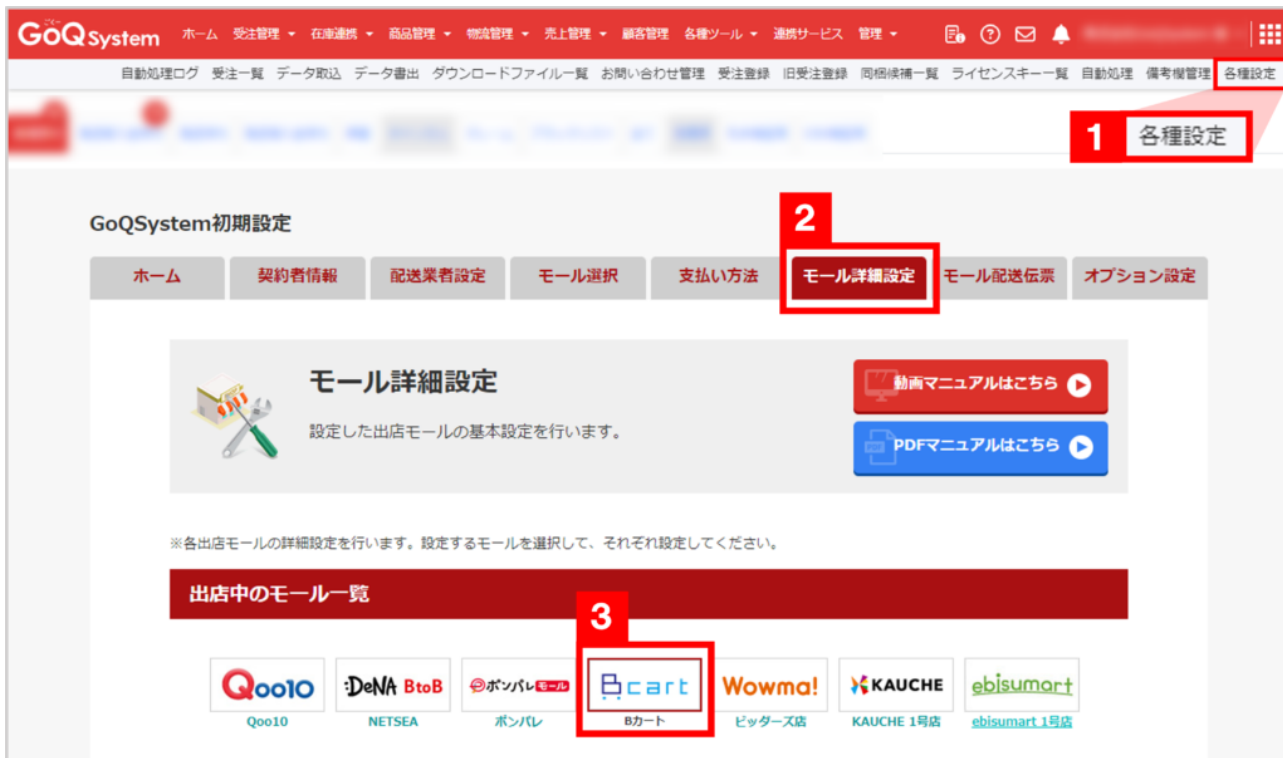 ごくー
GoQSystem ホーム 受注管理 在庫連携 商品管理 物流管理 売上管理 顧客管理 各種ツール 連携サービス 管理
自動処理ログ 受注一覧 データ取込 データ書出 ダウンロードファイル一覧 お問い合わせ管理 受注登録 旧受注登録 同梱候補一覧 ライセンスキー一覧 自動処理 備考欄管理 各種設定
1 各種設定
GoQSystem初期設定
2
ホーム 契約者情報 配送業者設定 モール選択 支払い方法 モール詳細設定 モール配送伝票 オプション設定
モール詳細設定
設定した出店モールの基本設定を行います。
動画マニュアルはこちら
PDF PDFマニュアルはこちら
※各出店モールの詳細設定を行います。設定するモールを選択して、それぞれ設定してください。
出店中のモール一覧
3
Qoo10 :DeNA BtoB ポンパレモール Bcart Wowma! KAUCHE ebisumart
Qoo10 NETSEA ポンパレ Bカート ビッダーズ店 KAUCHE 1号店 ebisumart 1号店